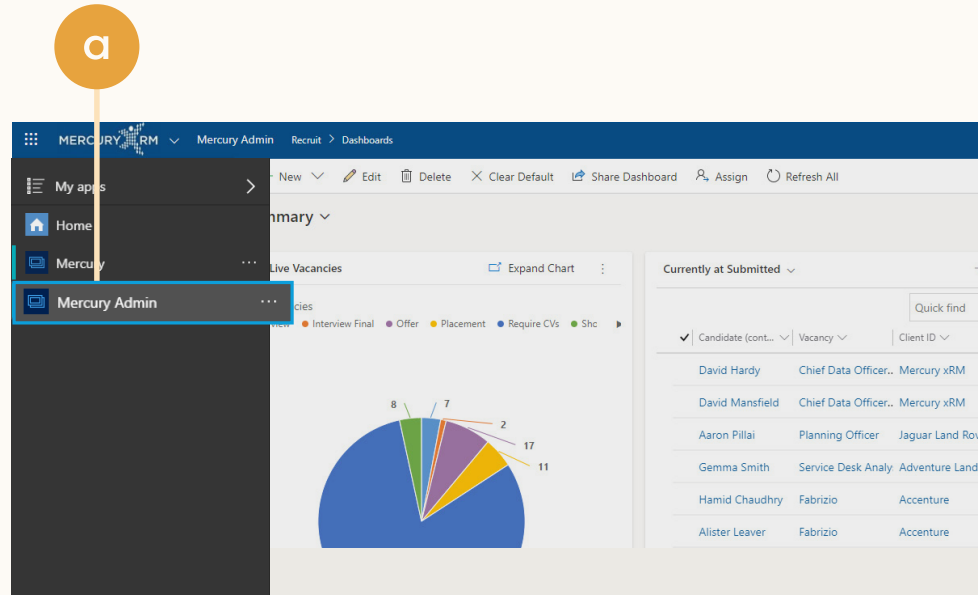 a
MERCURY RM Mercury Admin Recruit > Dashboards
My apps
New Edit Delete Clear Default Share Dashboard Assign Refresh All
Home
Mercury ...
Mercury Admin ...
Live Vacancies Expand Chart
Currently at Submitted
Quick find
Interview Final Offer Placement Require CVs Shc
Candidate (cont... Vacancy Client ID
David Hardy Chief Data Officer.. Mercury xRM
David Mansfield Chief Data Officer.. Mercury xRM
Aaron Pillai Planning Officer Jaguar Land Rov
Gemma Smith Service Desk Analy Adventure Land
Hamid Chaudhry Fabrizio Accenture
Alister Leaver Fabrizio Accenture
8 7
2
17
11